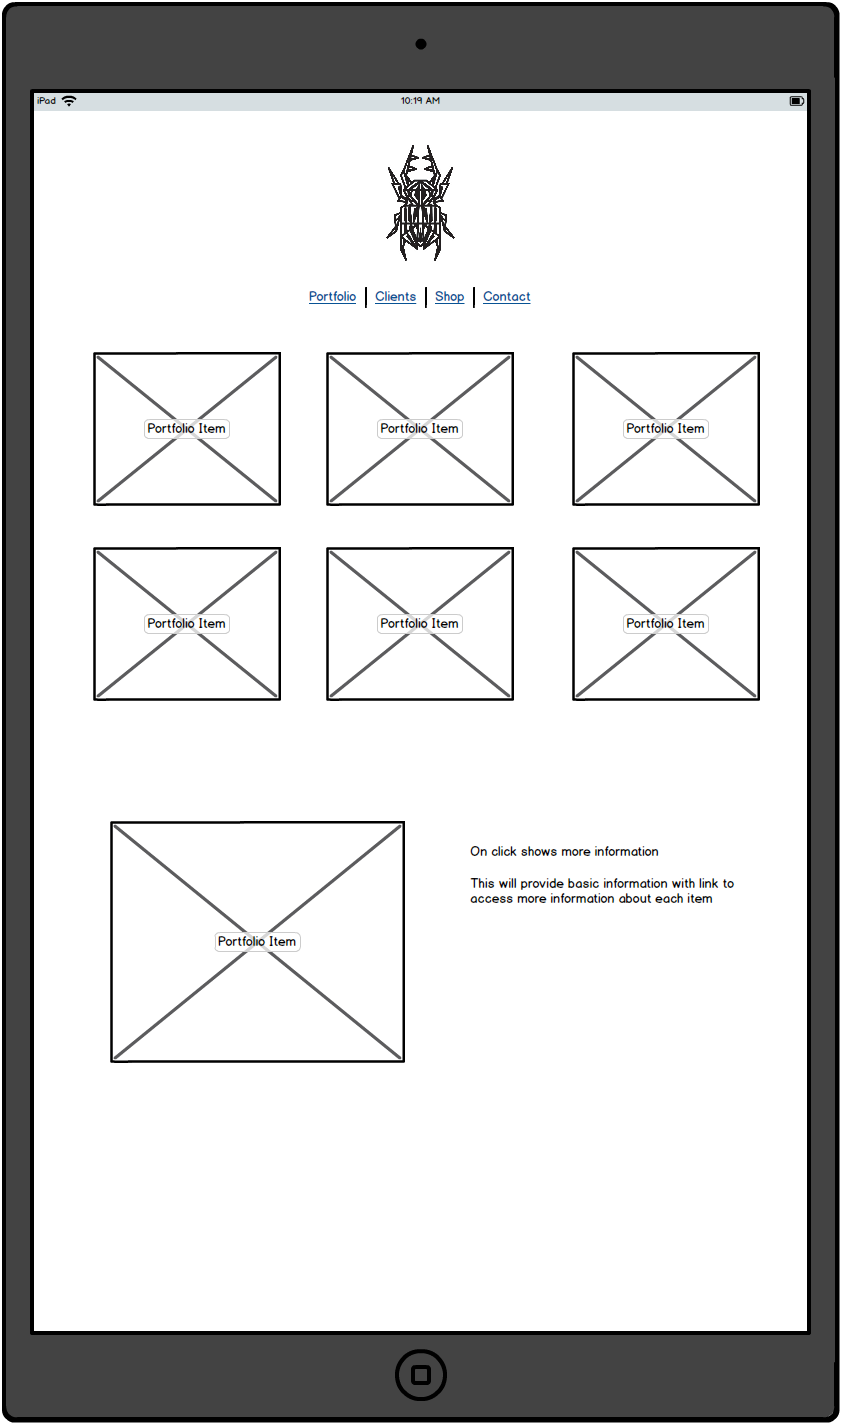 iPad 10:19 AM
Portfolio Clients Shop Contact
Portfolio Item Portfolio Item Portfolio Item
Portfolio Item Portfolio Item Portfolio Item
On click shows more information
This will provide basic information with link to
access more information about each item
Portfolio Item